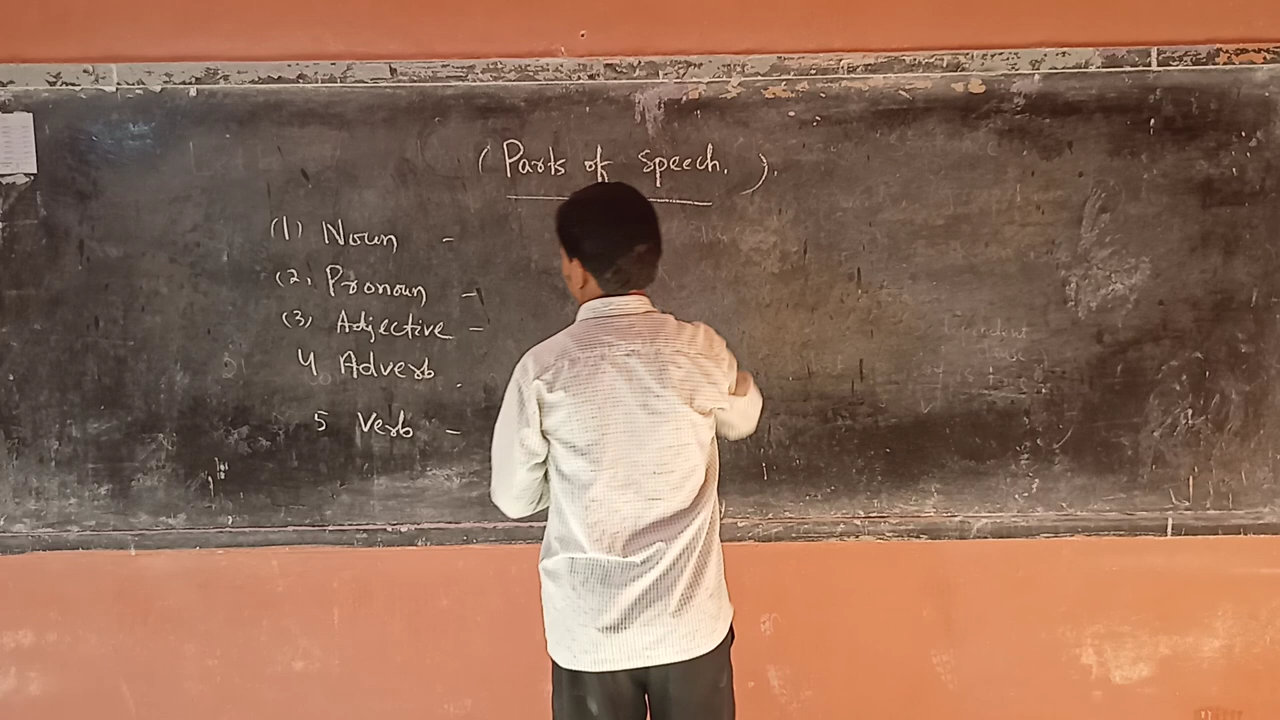 ( Parts of Speech. ).
(1) Noun -
(2, Pronoun -
(3) Adjective -
4 Adverb .
5 Verb -